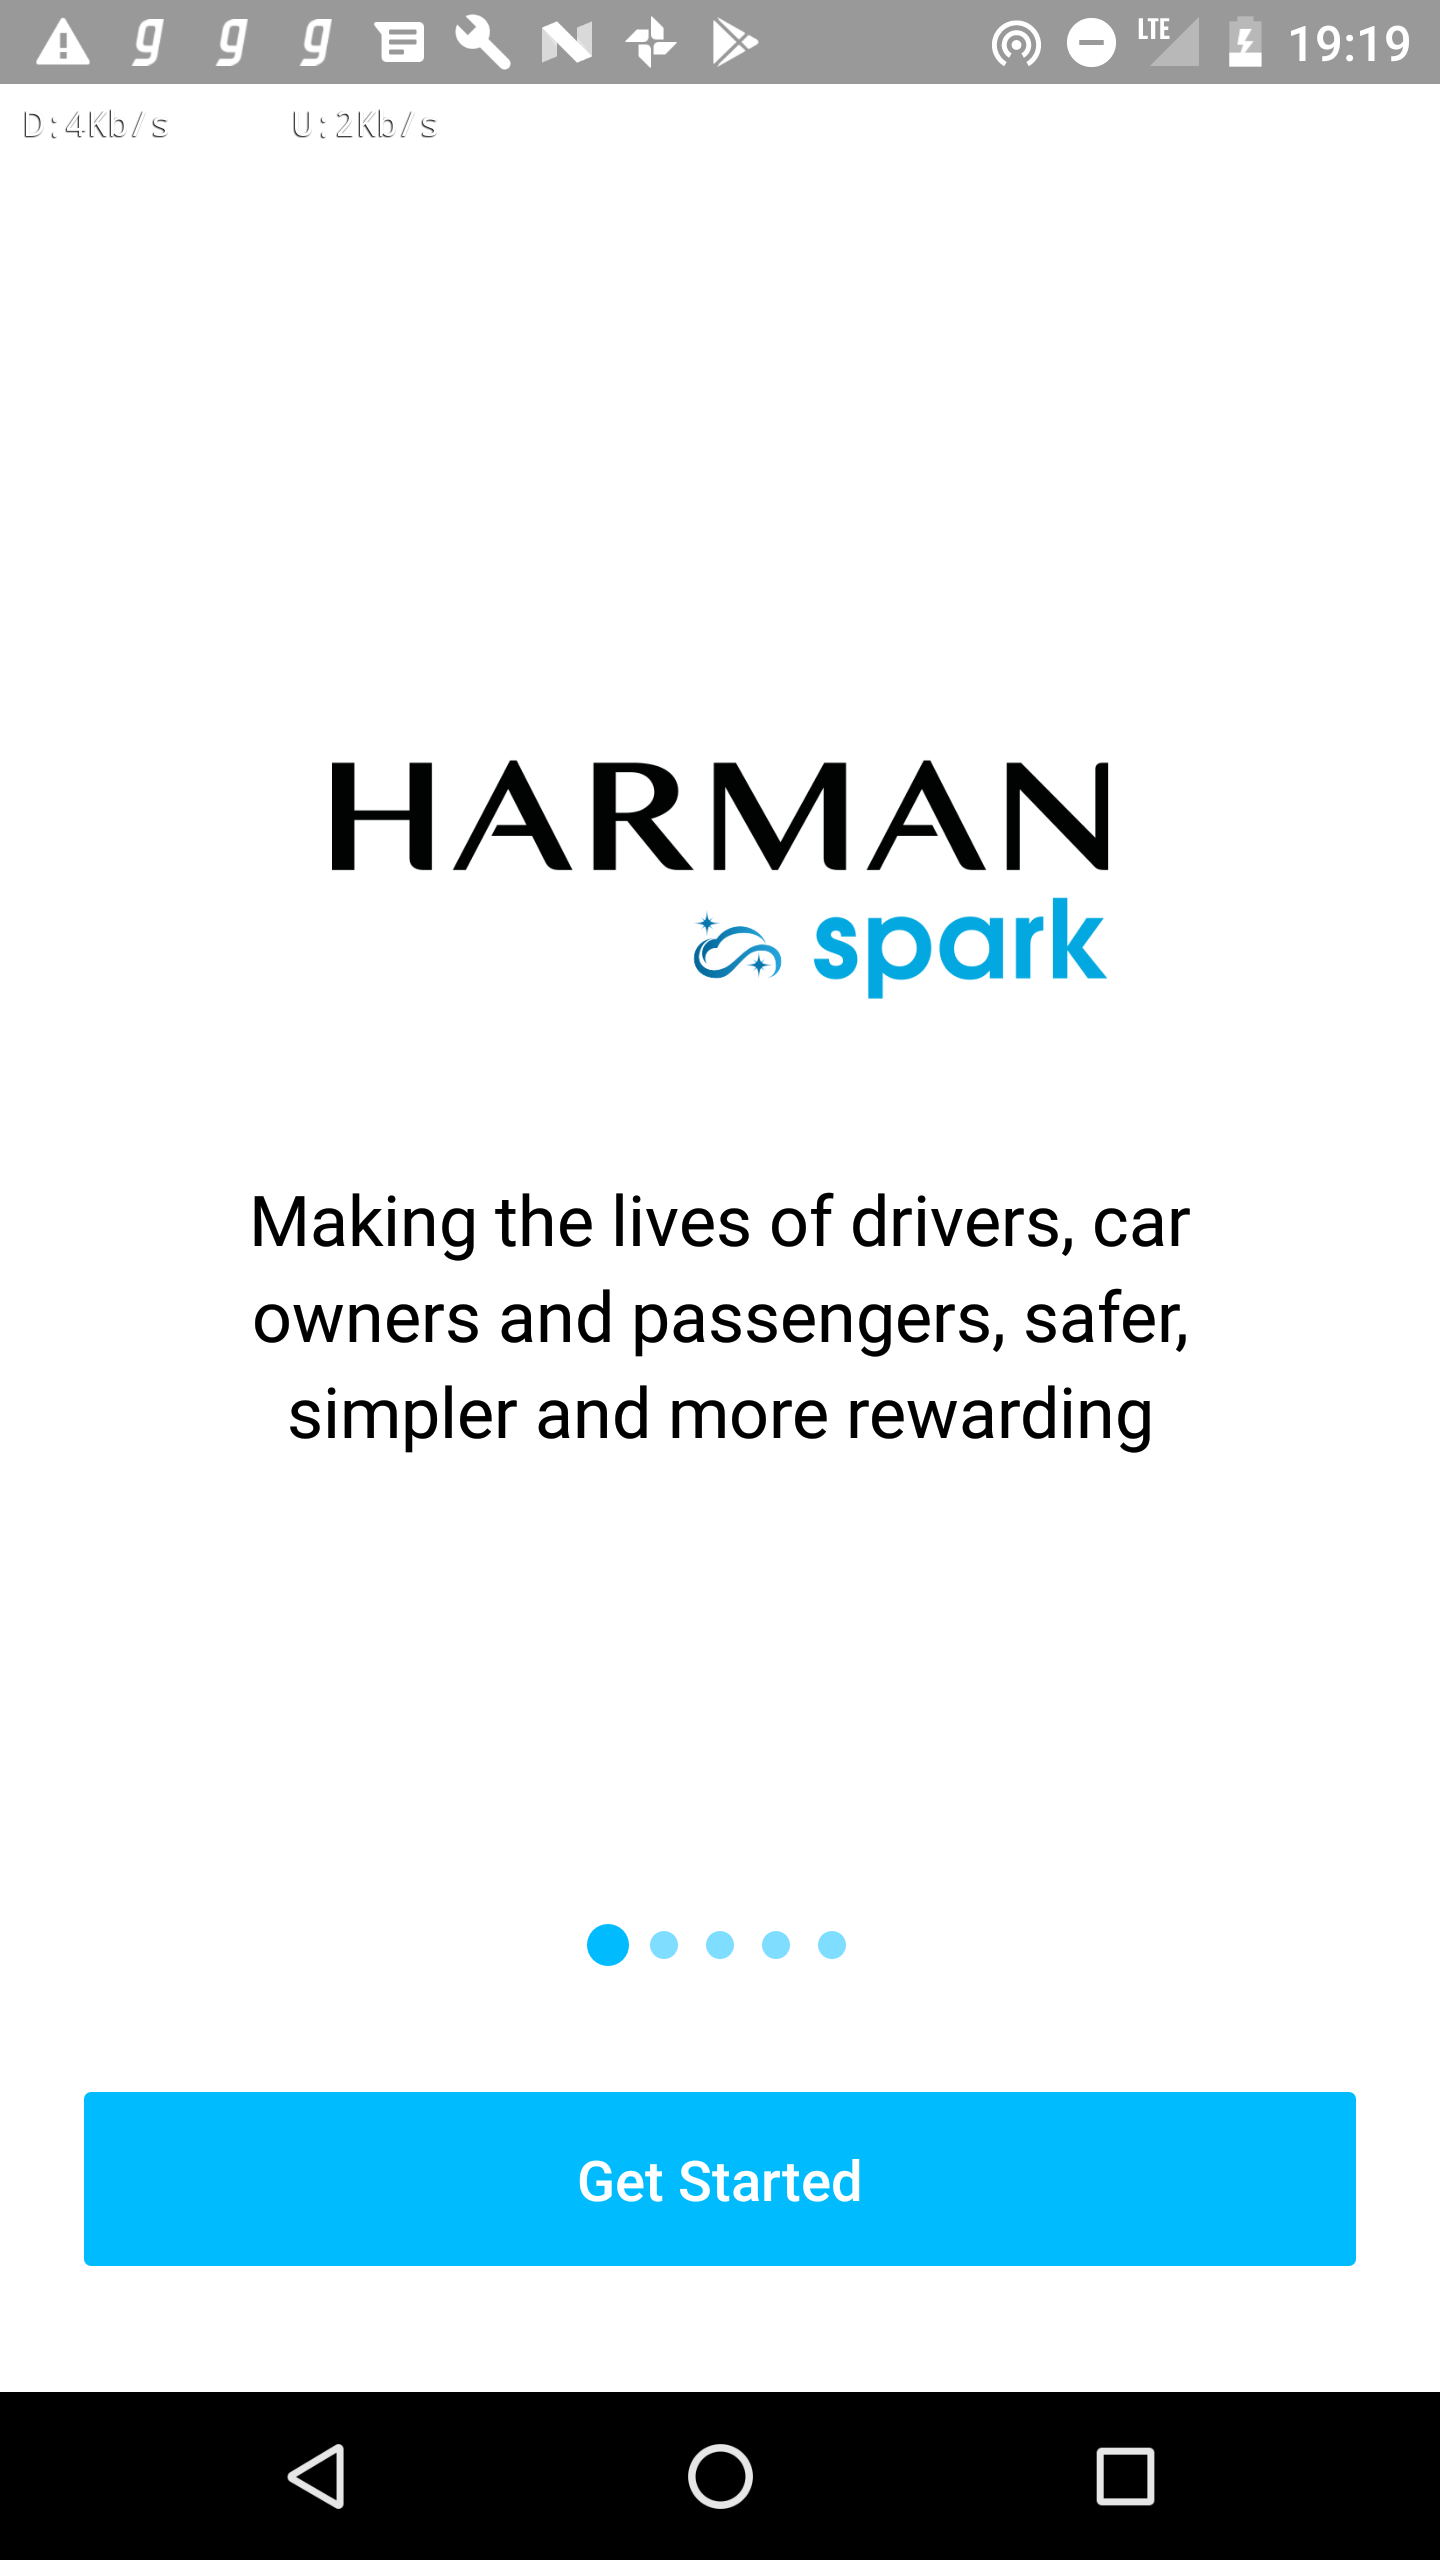 LTE 19:19
D:4Kb/s U:2Kb/s
HARMAN
spark
Making the lives of drivers, car
owners and passengers, safer,
simpler and more rewarding
Get Started